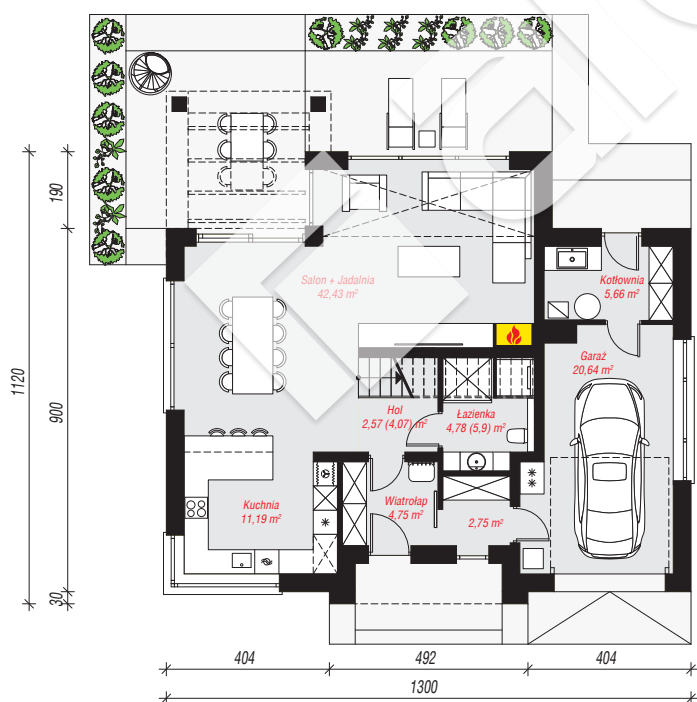 190
1120
900
30
Salon + Jadalnia
42,43 m²
Kotłownia
5,66 m²
Garaż
20,64 m²
Hol
2,57 (4,07) m²
Łazienka
4,78 (5,9) m²
Kuchnia
11,19 m²
Wiatrołap
4,75 m²
2,75 m²
404
492
404
1300